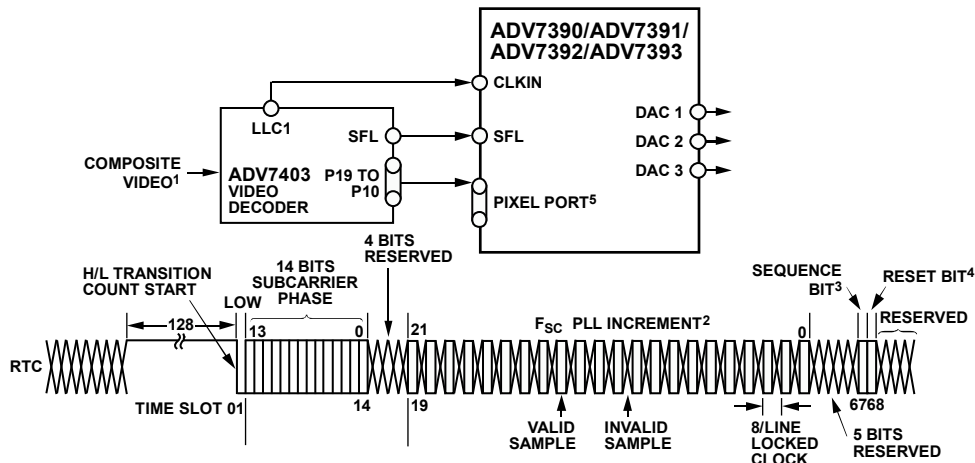 ADV7390/ADV7391/
ADV7392/ADV7393
CLKIN
LLC1
DAC 1
SFL
SFL
DAC 2
COMPOSITE
VIDEO1
ADV7403
VIDEO
DECODER
P19 TO
P10
DAC 3
PIXEL PORT5
4 BITS
RESERVED
H/L TRANSITION
COUNT START
14 BITS
SUBCARRIER
PHASE
SEQUENCE
BIT3
RESET BIT4
LOW
RESERVED
128
13
0
21
FSC PLL INCREMENT2
0
RTC
TIME SLOT 01
14
19
6768
VALID
SAMPLE
INVALID
SAMPLE
8/LINE
LOCKED
CLOCK
5 BITS
RESERVED